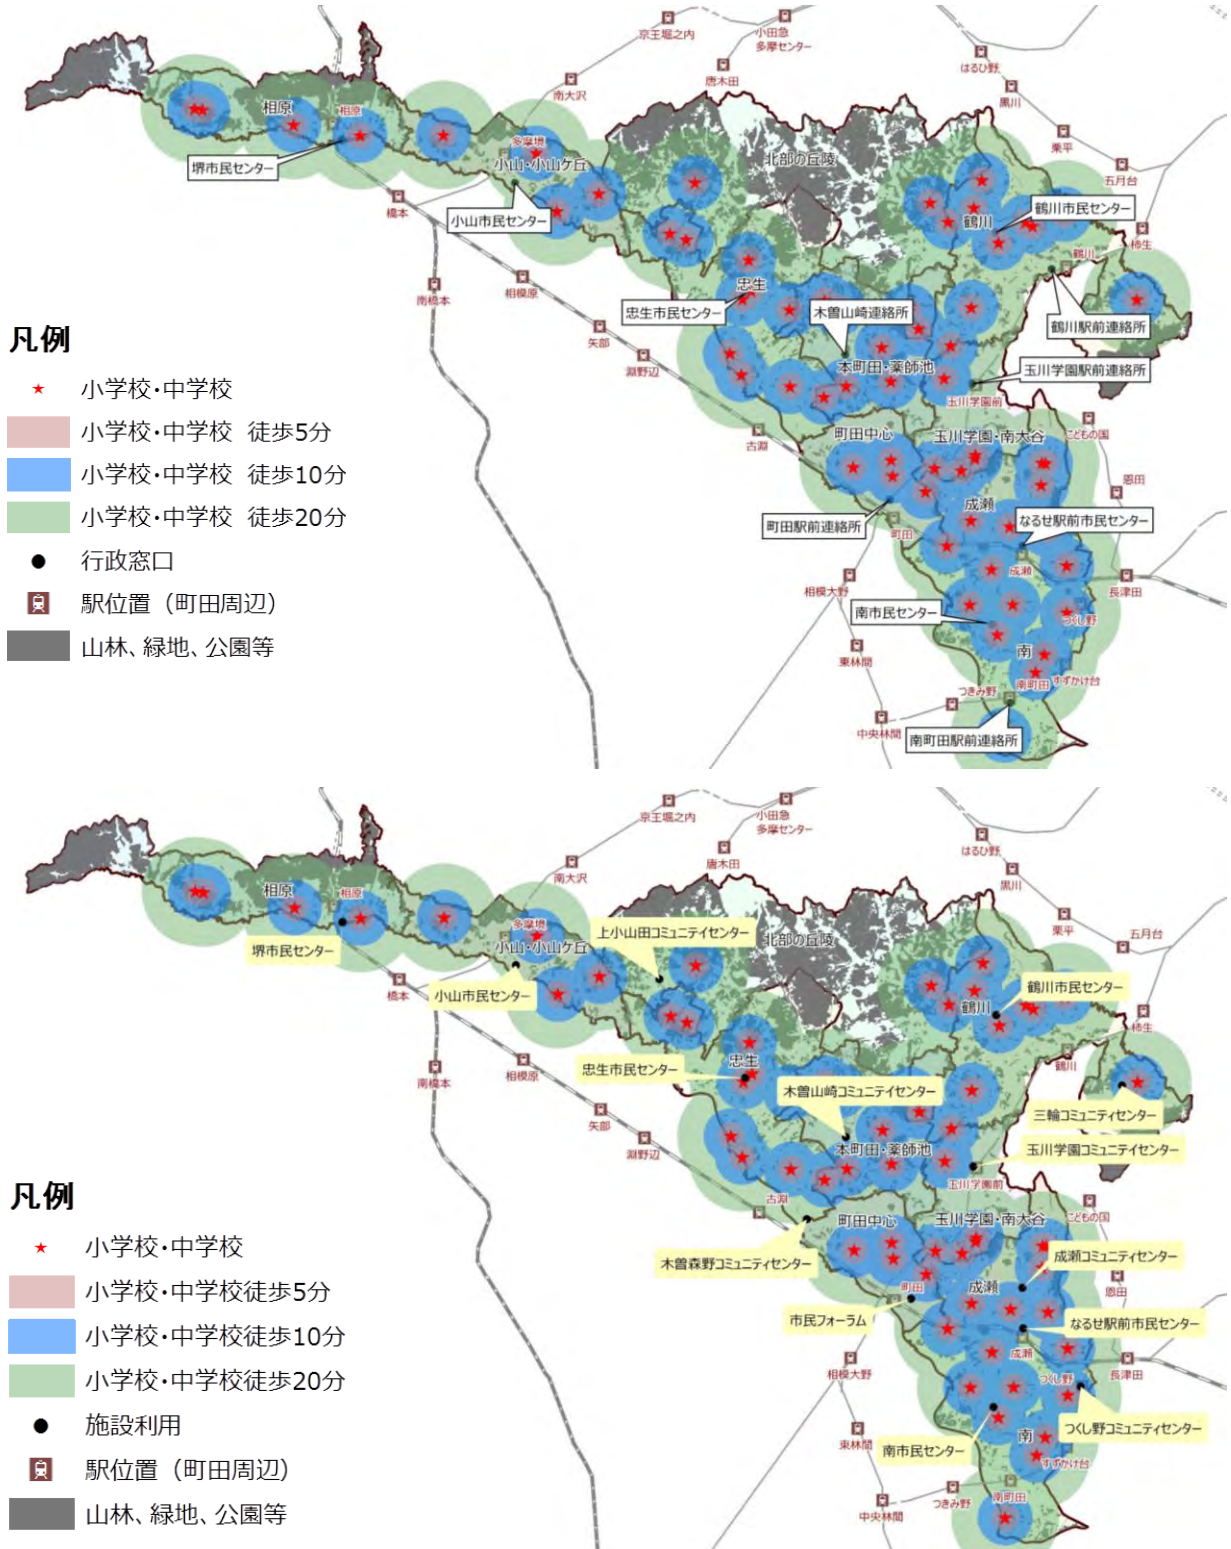 京王堀之内
小田急
多摩センター
はるひ野
唐木田
南大沢
黒川
栗平
五月台
相原
相原
多摩境
小山・小山ケ丘
北部の丘陵
堺市民センター
橋本
小山市民センター
鶴川
鶴川市民センター
柿生
鶴川
南橋本
相模原
忠生
忠生市民センター
木曽山崎連絡所
鶴川駅前連絡所
矢部
淵野辺
本町田・薬師池
玉川学園駅前連絡所
玉川学園前
凡例
小学校・中学校
小学校・中学校 徒歩5分
小学校・中学校 徒歩10分
小学校・中学校 徒歩20分
行政窓口
駅位置（町田周辺）
山林、緑地、公園等
古淵
町田中心
玉川学園・南大谷
こどもの国
恩田
成瀬
町田駅前連絡所
町田
なるせ駅前市民センター
成瀬
長津田
相模大野
南市民センター
つくし野
東林間
南
すずかけ台
南町田
つきみ野
中央林間
南町田駅前連絡所
京王堀之内
小田急
多摩センター
はるひ野
唐木田
南大沢
黒川
栗平
五月台
相原
相原
多摩境
小山・小山ケ丘
上小山田コミュニテイセンター
北部の丘陵
堺市民センター
橋本
小山市民センター
鶴川
鶴川市民センター
柿生
鶴川
南橋本
相模原
忠生
忠生市民センター
木曽山崎コミュニテイセンター
三輪コミュニティセンター
矢部
淵野辺
本町田・薬師池
玉川学園コミュニテイセンター
玉川学園前
凡例
小学校・中学校
小学校・中学校徒歩5分
小学校・中学校徒歩10分
小学校・中学校徒歩20分
施設利用
駅位置（町田周辺）
山林、緑地、公園等
古淵
町田中心
玉川学園・南大谷
こどもの国
木曽森野コミュニティセンター
成瀬コミュニティセンター
恩田
町田
成瀬
市民フォーラム
なるせ駅前市民センター
成瀬
長津田
相模大野
つくし野
つくし野コミュニティセンター
東林間
南市民センター
南
すずかけ台
南町田
つきみ野
中央林間